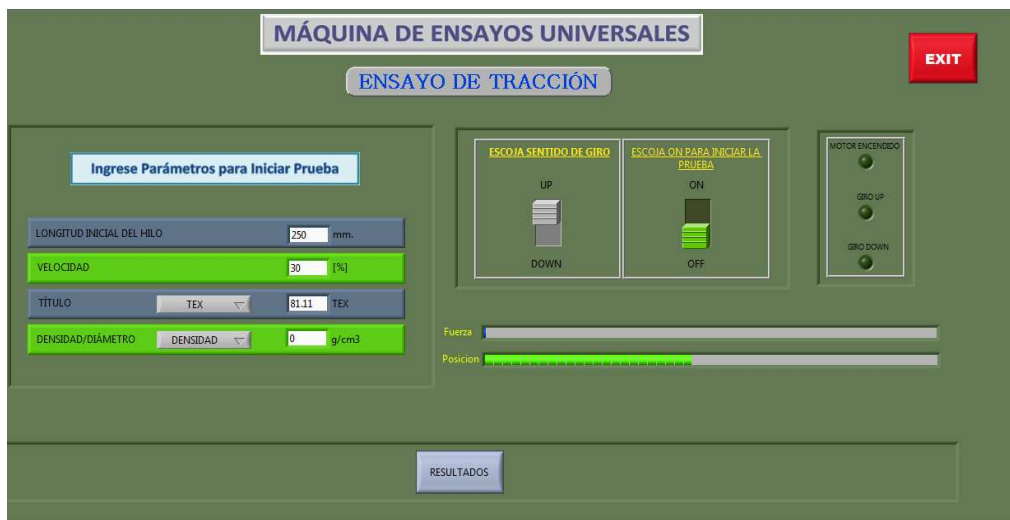 MÁQUINA DE ENSAYOS UNIVERSALES
EXIT
ENSAYO DE TRACCIÓN
Ingrese Parámetros para Iniciar Prueba
LONGITUD INICIAL DEL HILO 250 mm.
VELOCIDAD 30 [%]
TÍTULO TEX 81.11 TEX
DENSIDAD/DIÁMETRO DENSIDAD 0 g/cm3
ESCOJA SENTIDO DE GIRO
UP
DOWN
ESCOJA ON PARA INICIAR LA
PRUEBA
ON
OFF
MOTOR ENCENDIDO
GIRO UP
GIRO DOWN
Fuerza
Posicion
RESULTADOS